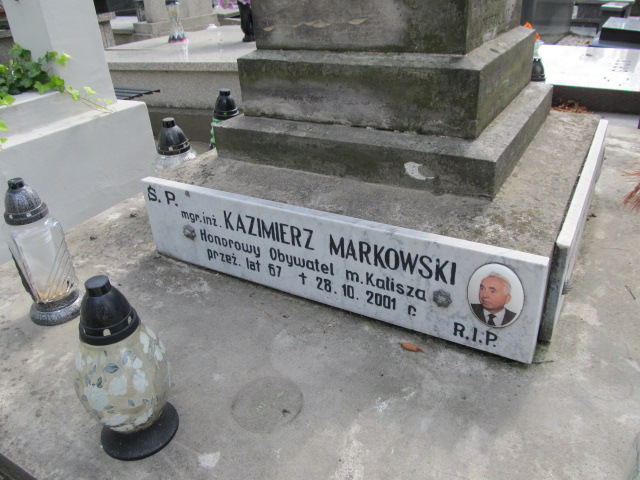 Ś.P.
mgr.inż. KAZIMIERZ MARKOWSKI
Honorowy Obywatel m.Kalisza
przeż. lat 67 † 28.10.2001 r
R.I.P.